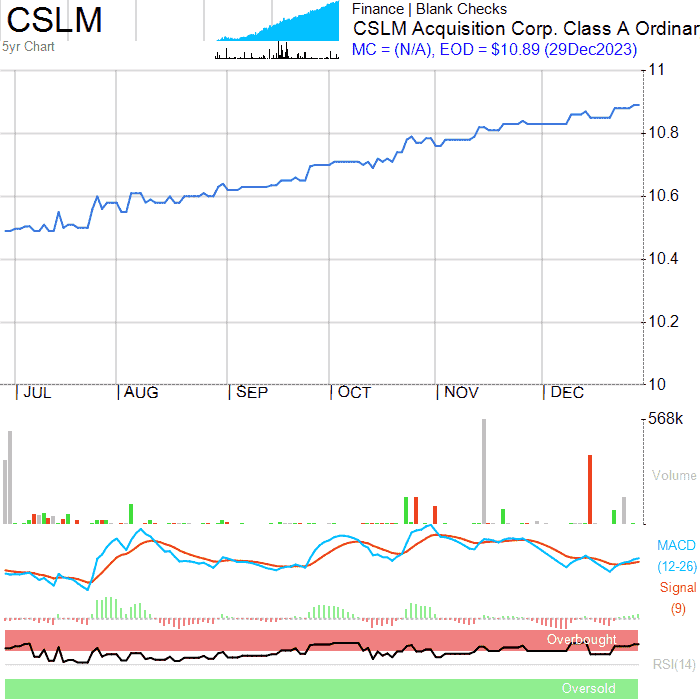 CSLM
5yr Chart
Finance | Blank Checks
CSLM Acquisition Corp. Class A Ordinar
MC = (N/A), EOD = $10.89 (29Dec2023)
11
10.8
10.6
10.4
10.2
10
JUL AUG SEP OCT NOV DEC
568k
Volume
MACD
(12-26)
Signal
(9)
Overbought
RSI(14)
Oversold